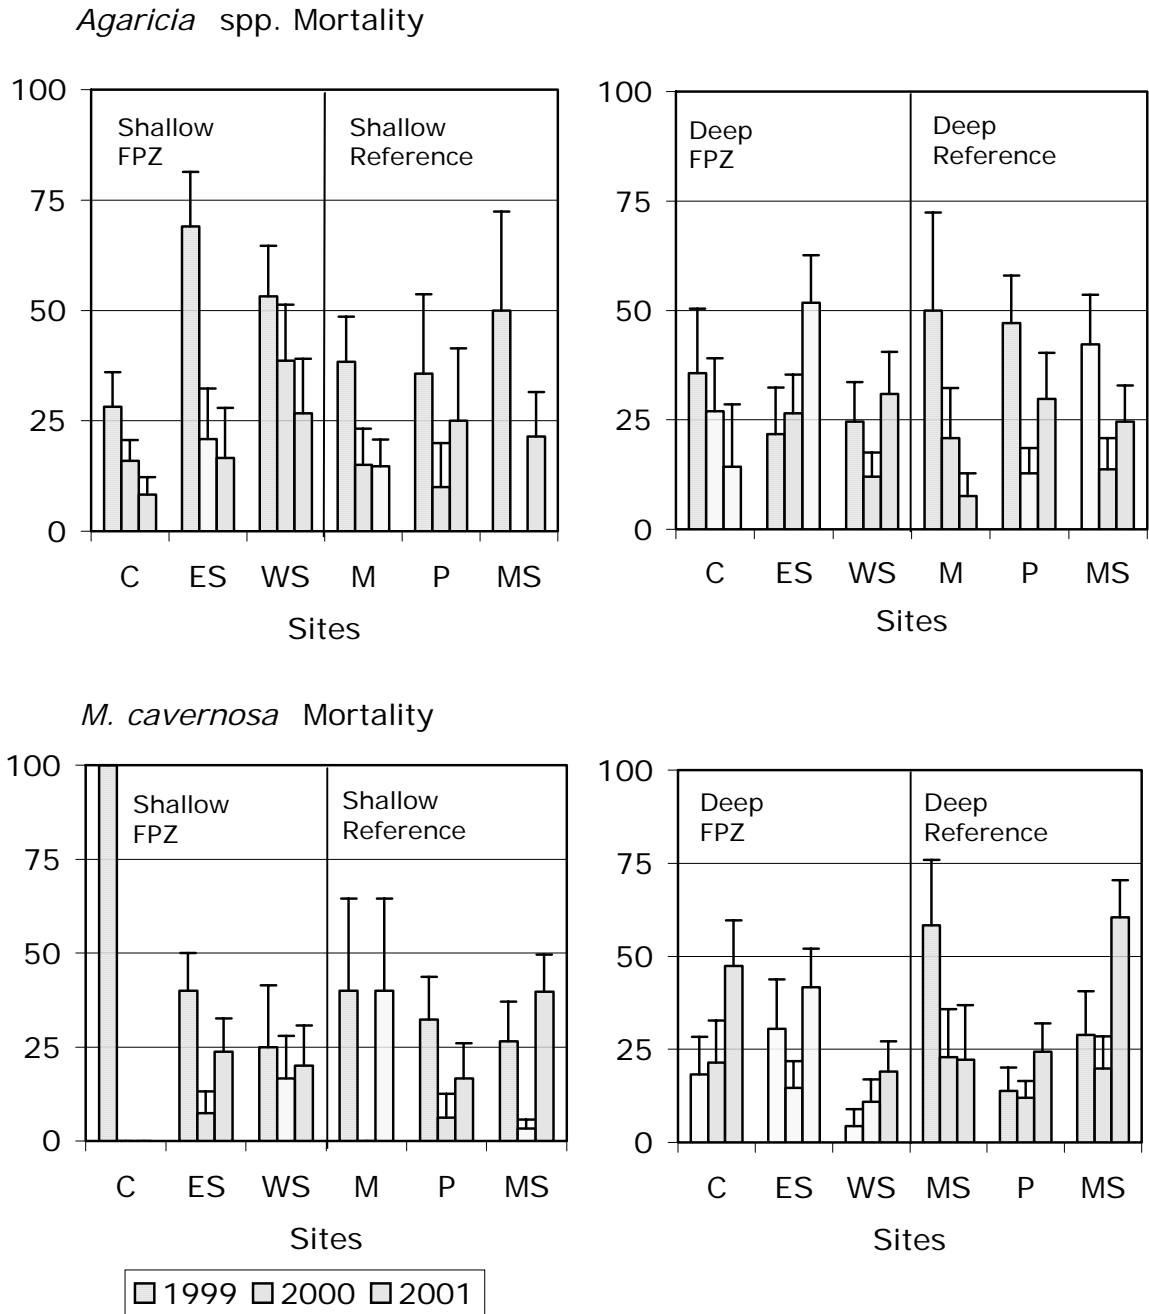 Agaricia spp. Mortality
100
75
50
25
0
Shallow
FPZ
Shallow
Reference
C ES WS M P MS
Sites
100
75
50
25
0
Deep
FPZ
Deep
Reference
C ES WS M P MS
Sites
M. cavernosa Mortality
100
75
50
25
0
Shallow
FPZ
Shallow
Reference
C ES WS M P MS
Sites
100
75
50
25
0
Deep
FPZ
Deep
Reference
C ES WS MS P MS
Sites
1999 2000 2001